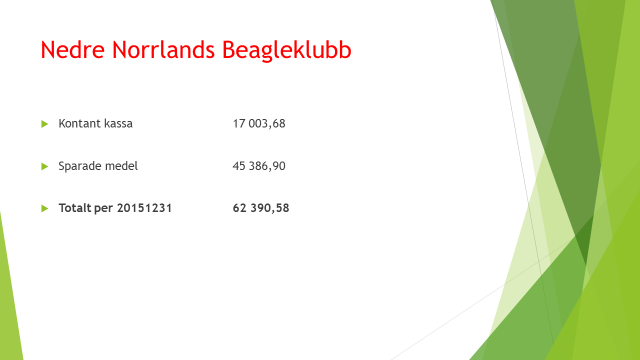 Nedre Norrlands Beagleklubb
Kontant kassa 17 003,68
Sparade medel 45 386,90
Totalt per 20151231 62 390,58